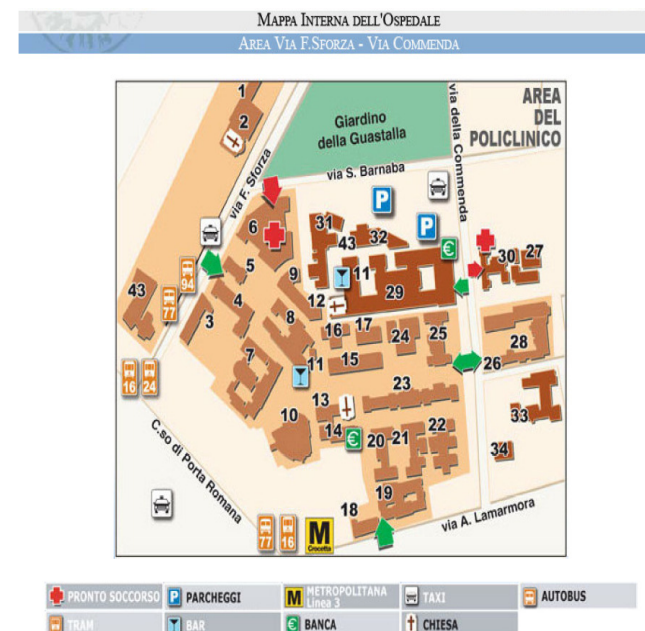 MAPPA INTERNA DELL'OSPEDALE
AREA VIA F.SFORZA - VIA COMMENDA
1
2
Giardino
della Guastalla
via della Commenda
AREA
DEL
POLICLINICO
via F. Sforza
via S. Barnaba
P
6
31
43
32
P
€
30
27
5
9
11
29
94
43
77
4
12
3
8
16
17
24
25
28
7
11
15
26
16
24
23
13
33
10
14
€
20
21
22
34
C.so di Porta Romana
19
18
via A. Lamarmora
77
16
M
Crocetta
PRONTO SOCCORSO
P PARCHEGGI
M METROPOLITANA
Linea 3
TAXI
AUTOBUS
TRAM
BAR
€ BANCA
CHIESA